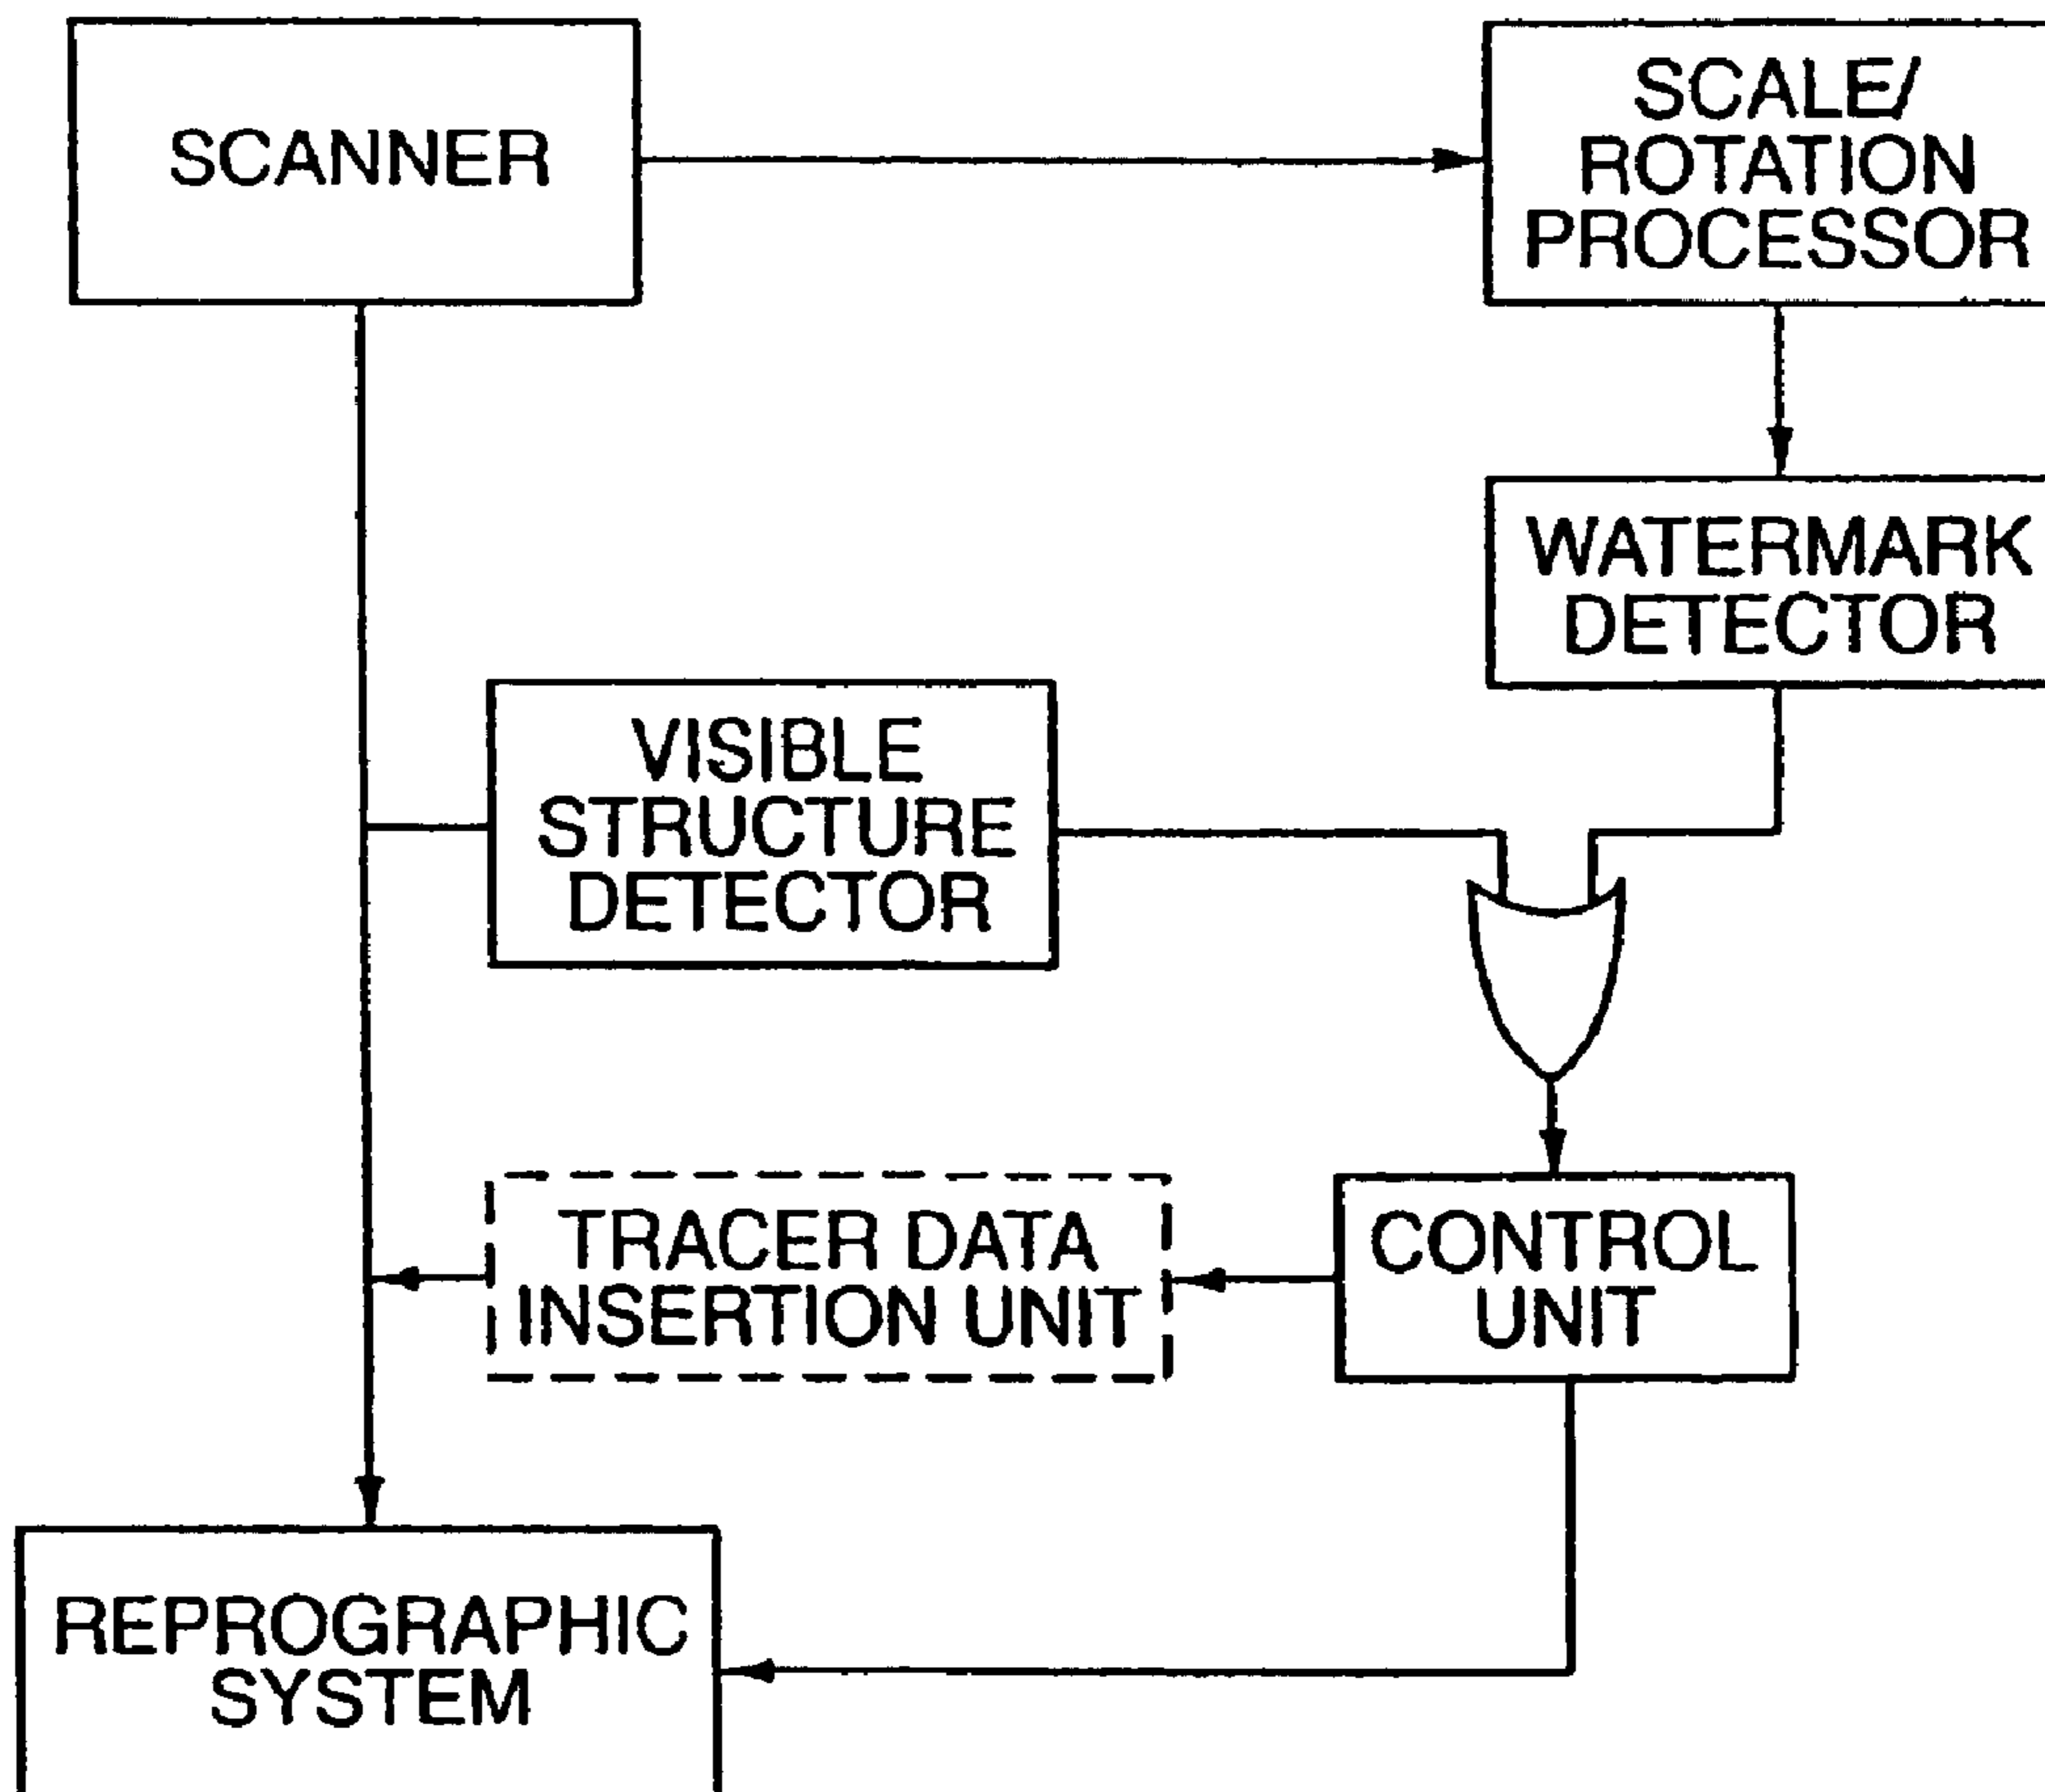 SCANNER
SCALE/
ROTATION
PROCESSOR
WATERMARK
DETECTOR
VISIBLE
STRUCTURE
DETECTOR
TRACER DATA
INSERTION UNIT
CONTROL
UNIT
REPROGRAPHIC
SYSTEM